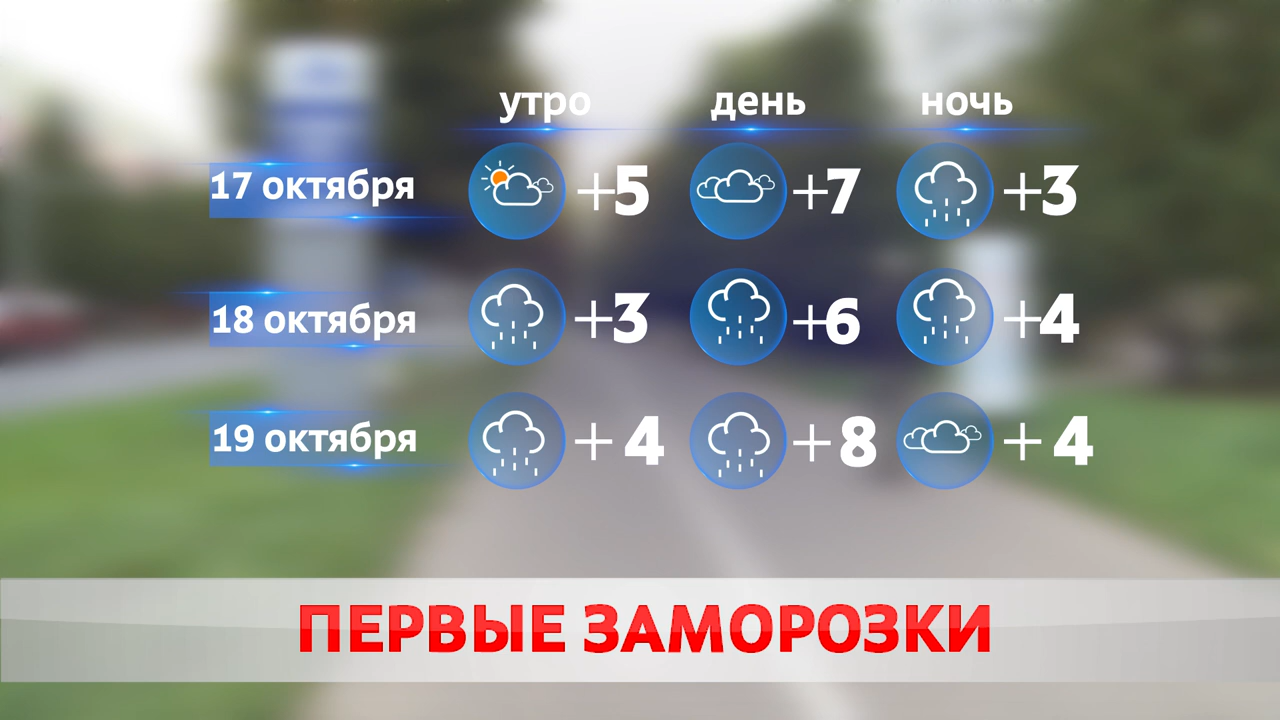 утро день ночь
17 октября +5 +7 +3
18 октября +3 +6 +4
19 октября + 4 +8 + 4
ПЕРВЫЕ ЗАМОРОЗКИ